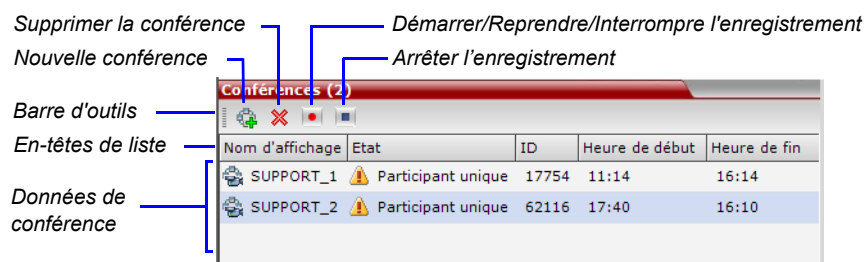 Supprimer la conférence
Démarrer/Reprendre/Interrompre l'enregistrement
Nouvelle conférence
Arrêter l’enregistrement
Conférences (2)
Barre d'outils
En-têtes de liste
Nom d'affichage Etat ID Heure de début Heure de fin
SUPPORT_1 Participant unique 17754 11:14 16:14
Données de
conférence
SUPPORT_2 Participant unique 62116 17:40 16:10